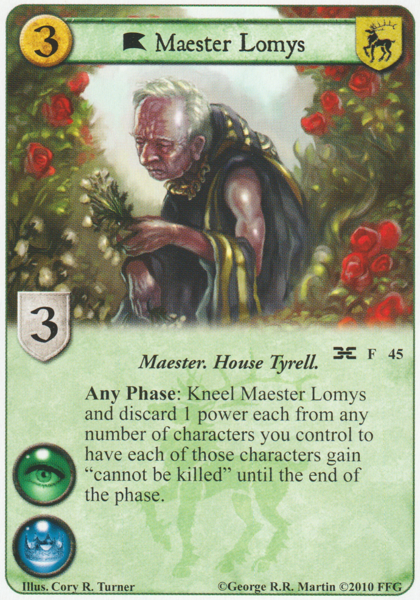 3
Maester Lomys
3
Maester. House Tyrell.
F 45
Any Phase: Kneel Maester Lomys
and discard 1 power each from any
number of characters you control to
have each of those characters gain
“cannot be killed” until the end of
the phase.
Illus. Cory R. Turner
©George R.R. Martin ©2010 FFG